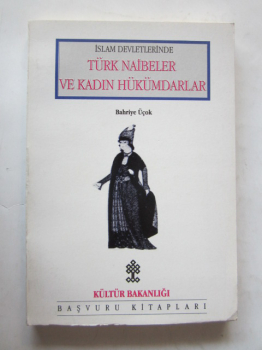 İSLAM DEVLETLERİNDE
TÜRK NAİBELER
VE KADIN HÜKÜMDARLAR
Bahriye Üçok
KÜLTÜR BAKANLIĞI
BAŞVURU KİTAPLARI